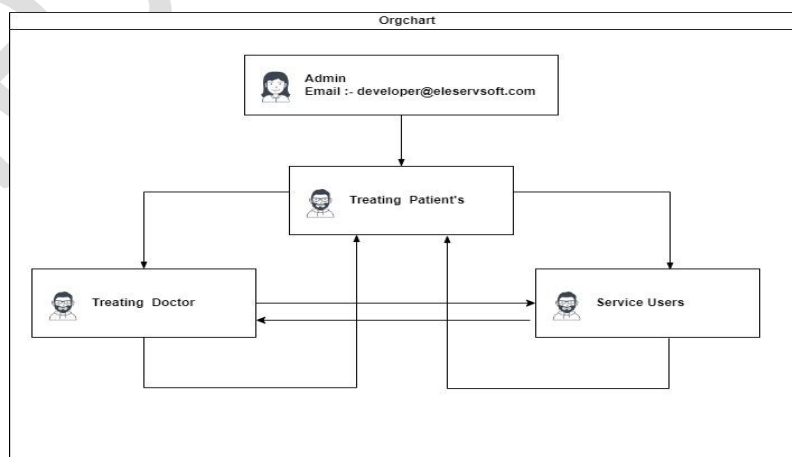 Orgchart
Admin
Email :- developer@eleservsoft.com
Treating Patient's
Treating Doctor
Service Users